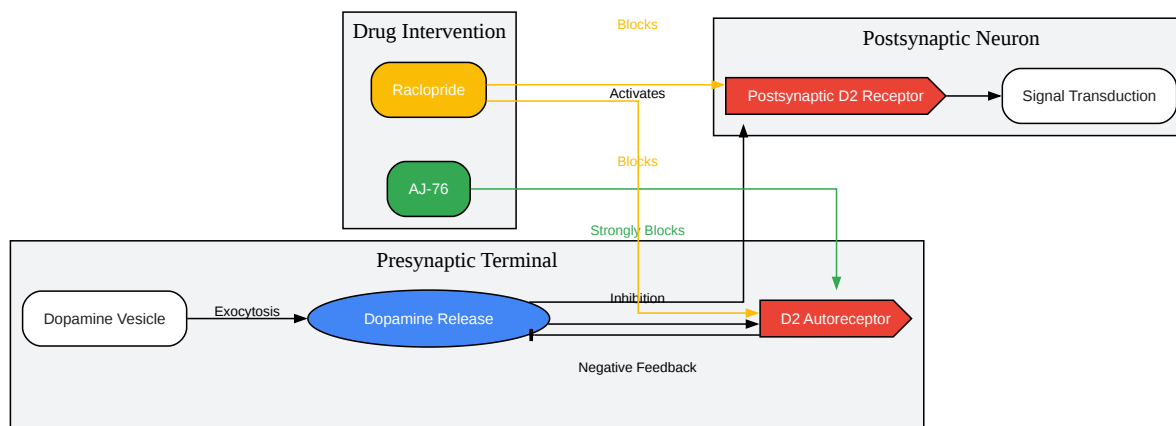 Drug Intervention
Blocks
Postsynaptic Neuron
Raclopride
Activates
Postsynaptic D2 Receptor
Signal Transduction
Blocks
AJ-76
Strongly Blocks
Presynaptic Terminal
Dopamine Vesicle
Exocytosis
Dopamine Release
Inhibition
D2 Autoreceptor
Negative Feedback